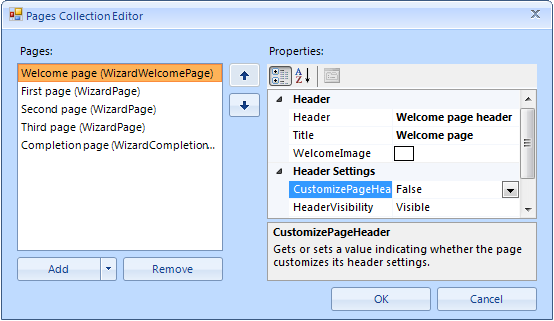 Pages Collection Editor
Pages:
Welcome page (WizardWelcomePage)
First page (WizardPage)
Second page (WizardPage)
Third page (WizardPage)
Completion page (WizardCompletion...
Add
Remove
Properties:
Header
Header Welcome page header
Title Welcome page
WelcomeImage
Header Settings
CustomizePageHea False
HeaderVisibility Visible
CustomizePageHeader
Gets or sets a value indicating whether the page
customizes its header settings.
OK
Cancel